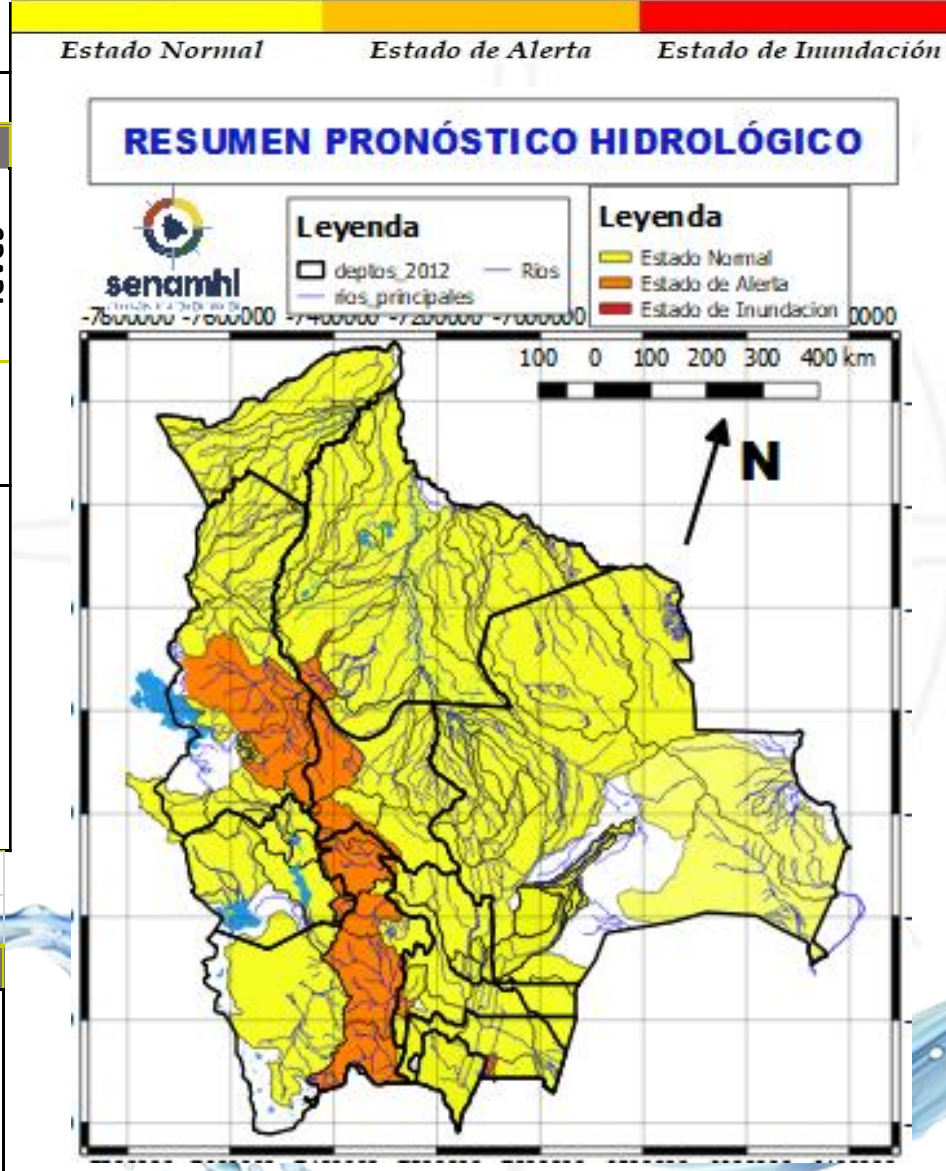 Estado Normal Estado de Alerta Estado de Inundación
RESUMEN PRONÓSTICO HIDROLÓGICO
senamhi
Leyenda
deptos_2012 Rios
rios_principales
Leyenda
Estado Normal
Estado de Alerta
Estado de Inundacion
100 0 100 200 300 400 km
N